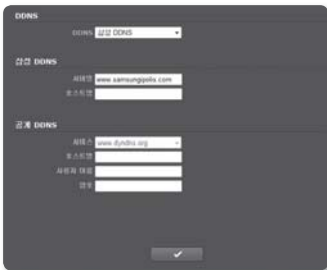 DDNS
DDNS 삼성 DDNS
삼성 DDNS
서버명 www.samsungipolis.com
호스트명
공개 DDNS
서비스 www.dyndns.org
호스트명
사용자 이름
암호